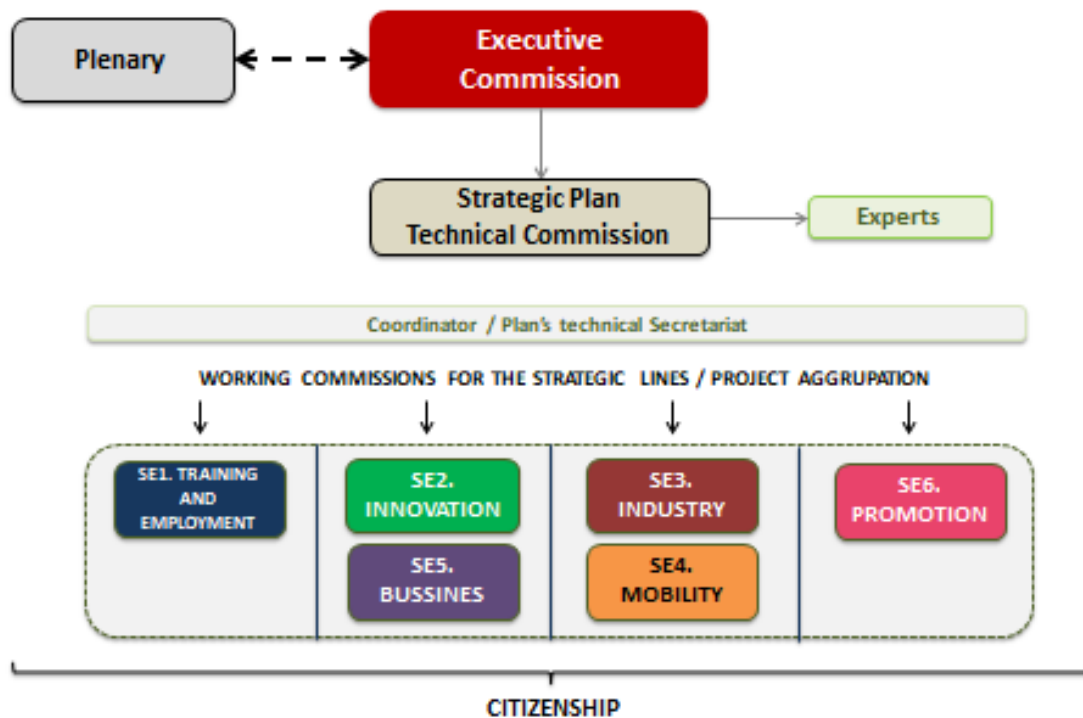 Plenary
Executive
Commission
Strategic Plan
Technical Commission
Experts
Coordinator / Plan's technical Secretariat
WORKING COMMISSIONS FOR THE STRATEGIC LINES / PROJECT AGGRUPATION
SE1. TRAINING
AND
EMPLOYMENT
SE2.
INNOVATION
SE5.
BUSSINES
SE3.
INDUSTRY
SE4.
MOBILITY
SE6.
PROMOTION
CITIZENSHIP